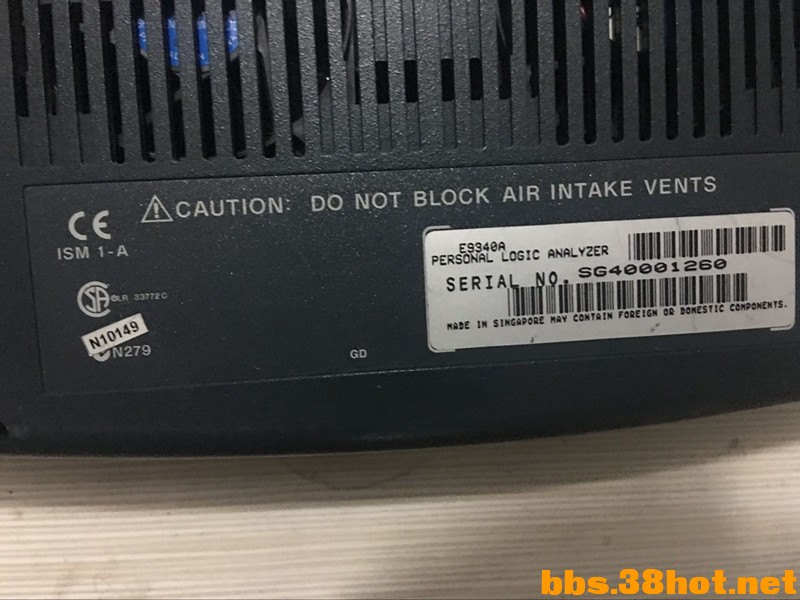 CAUTION: DO NOT BLOCK AIR INTAKE VENTS
CE
ISM 1-A
E9340A
PERSONAL LOGIC ANALYZER
SERIAL NO. SG40001260
MADE IN SINGAPORE MAY CONTAIN FOREIGN OR DOMESTIC COMPONENTS.
SA LR 33772C
N10149
N279
GD
bbs.38hot.net